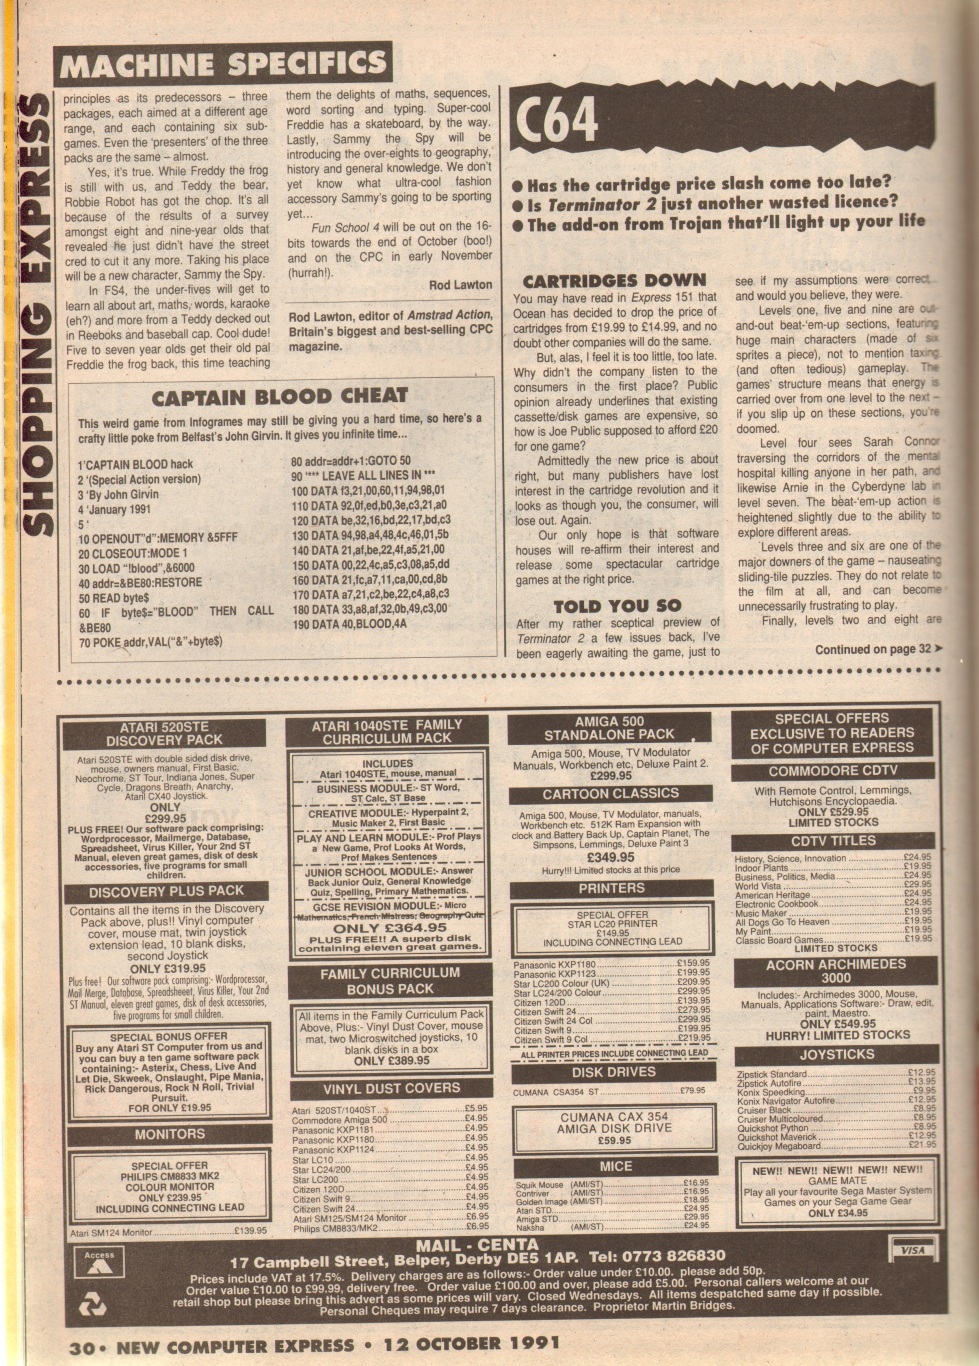 MACHINE SPECIFICS
SHOPPING EXPRESS
principles as its predecessors – three
packages, each aimed at a different age
range, and each containing six sub-
games. Even the 'presenters' of the three
packs are the same – almost.
Yes, it's true. While Freddy the frog
is still with us, and Teddy the bear,
Robbie Robot has got the chop. It's all
because of the results of a survey
amongst eight and nine-year olds that
revealed he just didn't have the street
cred to cut it any more. Taking his place
will be a new character, Sammy the Spy.
In FS4, the under-fives will get to
learn all about art, maths, words, karaoke
(eh?) and more from a Teddy decked out
in Reeboks and baseball cap. Cool dude!
Five to seven year olds get their old pal
Freddie the frog back, this time teaching
them the delights of maths, sequences,
word sorting and typing. Super-cool
Freddie has a skateboard, by the way.
Lastly, Sammy the Spy will be
introducing the over-eights to geography,
history and general knowledge. We don't
yet know what ultra-cool fashion
accessory Sammy's going to be sporting
yet...
Fun School 4 will be out on the 16-
bits towards the end of October (boo!)
and on the CPC in early November
(hurrah!).
Rod Lawton
Rod Lawton, editor of Amstrad Action,
Britain's biggest and best-selling CPC
magazine.
CAPTAIN BLOOD CHEAT
This weird game from Infogrames may still be giving you a hard time, so here's a
crafty little poke from Belfast's John Girvin. It gives you infinite time...
1'CAPTAIN BLOOD hack
2 '(Special Action version)
3 'By John Girvin
4 'January 1991
5 '
10 OPENOUT"d":MEMORY &5FFF
20 CLOSEOUT:MODE 1
30 LOAD "!blood",&6000
40 addr=&BE80:RESTORE
50 READ byte$
60 IF byte$="BLOOD" THEN CALL
&BE80
70 POKE addr,VAL("&"+byte$)
80 addr=addr+1:GOTO 50
90 '*** LEAVE ALL LINES IN ***
100 DATA f3,21,00,60,11,94,98,01
110 DATA 92,0f,ed,b0,3e,c3,21,a0
120 DATA be,32,16,bd,22,17,bd,c3
130 DATA 94,98,a4,48,4c,46,01,5b
140 DATA 21,af,be,22,4f,a5,21,00
150 DATA 00,22,4c,a5,c3,08,a5,dd
160 DATA 21,fc,a7,11,ca,00,cd,8b
170 DATA a7,21,c2,be,22,c4,a8,c3
180 DATA 33,a8,af,32,0b,49,c3,00
190 DATA 40,BLOOD,4A
C64
● Has the cartridge price slash come too late?
● Is Terminator 2 just another wasted licence?
● The add-on from Trojan that'll light up your life
CARTRIDGES DOWN
You may have read in Express 151 that
Ocean has decided to drop the price of
cartridges from £19.99 to £14.99, and no
doubt other companies will do the same.
But, alas, I feel it is too little, too late.
Why didn't the company listen to the
consumers in the first place? Public
opinion already underlines that existing
cassette/disk games are expensive, so
how is Joe Public supposed to afford £20
for one game?
Admittedly the new price is about
right, but many publishers have lost
interest in the cartridge revolution and it
looks as though you, the consumer, will
lose out. Again.
Our only hope is that software
houses will re-affirm their interest and
release some spectacular cartridge
games at the right price.
TOLD YOU SO
After my rather sceptical preview of
Terminator 2 a few issues back, I've
been eagerly awaiting the game, just to
see if my assumptions were correct
and would you believe, they were.
Levels one, five and nine are out-
and-out beat-'em-up sections, featuring
huge main characters (made of six
sprites a piece), not to mention taxing
(and often tedious) gameplay. The
games' structure means that energy is
carried over from one level to the next –
if you slip up on these sections, you're
doomed.
Level four sees Sarah Connor
traversing the corridors of the mental
hospital killing anyone in her path, and
likewise Arnie in the Cyberdyne lab in
level seven. The beat-'em-up action is
heightened slightly due to the ability to
explore different areas.
Levels three and six are one of the
major downers of the game – nauseating
sliding-tile puzzles. They do not relate to
the film at all, and can become
unnecessarily frustrating to play.
Finally, levels two and eight are
Continued on page 32 ➤
ATARI 520STE
DISCOVERY PACK
Atari 520STE with double sided disk drive,
mouse, owners manual, First Basic,
Neochrome, ST Tour, Indiana Jones, Super
Cycle, Dragons Breath, Anarchy,
Atari CX40 Joystick.
ONLY
£299.95
PLUS FREE! Our software pack comprising:
Wordprocessor, Mailmerge, Database,
Spreadsheet, Virus Killer, Your 2nd ST
Manual, eleven great games, disk of desk
accessories, five programs for small
children.
DISCOVERY PLUS PACK
Contains all the items in the Discovery
Pack above, plus!! Vinyl computer
cover, mouse mat, twin joystick
extension lead, 10 blank disks,
second Joystick
ONLY £319.95
Plus free! Our software pack comprising:- Wordprocessor,
Mail Merge, Database, Spreadsheet, Virus Killer, Your 2nd
ST Manual, eleven great games, disk of desk accessories,
five programs for small children.
SPECIAL BONUS OFFER
Buy any Atari ST Computer from us and
you can buy a ten game software pack
containing:- Asterix, Chess, Live And
Let Die, Skweek, Onslaught, Pipe Mania,
Rick Dangerous, Rock N Roll, Trivial
Pursuit.
FOR ONLY £19.95
MONITORS
SPECIAL OFFER
PHILIPS CM8833 MK2
COLOUR MONITOR
ONLY £239.95
INCLUDING CONNECTING LEAD
Atari SM124 Monitor £139.95
ATARI 1040STE FAMILY
CURRICULUM PACK
INCLUDES
Atari 1040STE, mouse, manual
BUSINESS MODULE:- ST Word,
ST Calc, ST Base
CREATIVE MODULE:- Hyperpaint 2,
Music Maker 2, First Basic
PLAY AND LEARN MODULE:- Prof Plays
a New Game, Prof Looks At Words,
Prof Makes Sentences
JUNIOR SCHOOL MODULE:- Answer
Back Junior Quiz, General Knowledge
Quiz, Spelling, Primary Mathematics.
GCSE REVISION MODULE:- Micro
Mathematics, French Mistress, Geography Quiz
ONLY £364.95
PLUS FREE!! A superb disk
containing eleven great games.
FAMILY CURRICULUM
BONUS PACK
All items in the Family Curriculum Pack
Above, Plus:- Vinyl Dust Cover, mouse
mat, two Microswitched joysticks, 10
blank disks in a box
ONLY £389.95
VINYL DUST COVERS
Atari 520ST/1040ST £5.95
Commodore Amiga 500 £4.95
Panasonic KXP1181 £4.95
Panasonic KXP1180 £4.95
Panasonic KXP1124 £4.95
Star LC10 £4.95
Star LC24/200 £4.95
Star LC200 £4.95
Citizen 120D £4.95
Citizen Swift 9 £4.95
Citizen Swift 24 £4.95
Atari SM125/SM124 Monitor £6.95
Philips CM8833/MK2 £6.95
AMIGA 500
STANDALONE PACK
Amiga 500, Mouse, TV Modulator
Manuals, Workbench etc, Deluxe Paint 2.
£299.95
CARTOON CLASSICS
Amiga 500, Mouse, TV Modulator, manuals,
Workbench etc. 512K Ram Expansion with
clock and Battery Back Up, Captain Planet, The
Simpsons, Lemmings, Deluxe Paint 3
£349.95
Hurry!!! Limited stocks at this price
PRINTERS
SPECIAL OFFER
STAR LC20 PRINTER
£149.95
INCLUDING CONNECTING LEAD
Panasonic KXP1180 £159.95
Panasonic KXP1123 £199.95
Star LC200 Colour (UK) £209.95
Star LC24/200 Colour £299.95
Citizen 120D £139.95
Citizen Swift 24 £279.95
Citizen Swift 24 Col £299.95
Citizen Swift 9 £199.95
Citizen Swift 9 Col £219.95
ALL PRINTER PRICES INCLUDE CONNECTING LEAD
DISK DRIVES
CUMANA CSA354 ST £79.95
CUMANA CAX 354
AMIGA DISK DRIVE
£59.95
MICE
Squik Mouse (AMI/ST) £16.95
Contriver (AMI/ST) £16.95
Golden Image (AMI/ST) £18.95
Atari STD £24.95
Amiga STD £29.95
Naksha (AMI/ST) £24.95
SPECIAL OFFERS
EXCLUSIVE TO READERS
OF COMPUTER EXPRESS
COMMODORE CDTV
With Remote Control, Lemmings,
Hutchisons Encyclopaedia.
ONLY £529.95
LIMITED STOCKS
CDTV TITLES
History, Science, Innovation £24.95
Indoor Plants £19.95
Business, Politics, Media £24.95
World Vista £29.95
American Heritage £24.95
Electronic Cookbook £24.95
Music Maker £19.95
All Dogs Go To Heaven £19.95
My Paint £19.95
Classic Board Games £19.95
LIMITED STOCKS
ACORN ARCHIMEDES
3000
Includes:- Archimedes 3000, Mouse,
Manuals, Applications Software:- Draw, edit,
paint, Maestro.
ONLY £549.95
HURRY! LIMITED STOCKS
JOYSTICKS
Zipstick Standard £12.95
Zipstick Autofire £13.95
Konix Speedking £9.95
Konix Navigator Autofire £12.95
Cruiser Black £8.95
Cruiser Multicoloured £8.95
Quickshot Python £8.95
Quickshot Maverick £12.95
Quickjoy Megaboard £21.95
NEW!! NEW!! NEW!! NEW!! NEW!!
GAME MATE
Play all your favourite Sega Master System
Games on your Sega Game Gear
ONLY £34.95
Access
VISA
MAIL - CENTA
17 Campbell Street, Belper, Derby DE5 1AP. Tel: 0773 826830
Prices include VAT at 17.5%. Delivery charges are as follows:- Order value under £10.00. please add 50p.
Order value £10.00 to £99.99, delivery free. Order value £100.00 and over, please add £5.00. Personal callers welcome at our
retail shop but please bring this advert as some prices will vary. Closed Wednesdays. All items despatched same day if possible.
Personal Cheques may require 7 days clearance. Proprietor Martin Bridges.
30 • NEW COMPUTER EXPRESS • 12 OCTOBER 1991